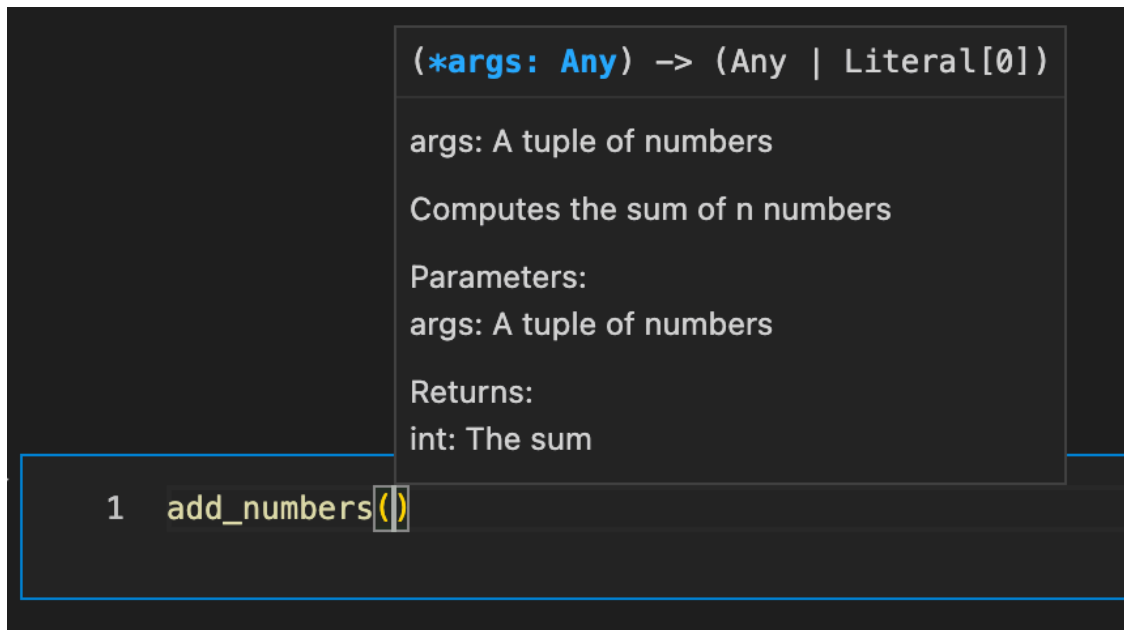 (*args: Any) -> (Any | Literal[0])
args: A tuple of numbers
Computes the sum of n numbers
Parameters:
args: A tuple of numbers
Returns:
int: The sum
1 add_numbers()